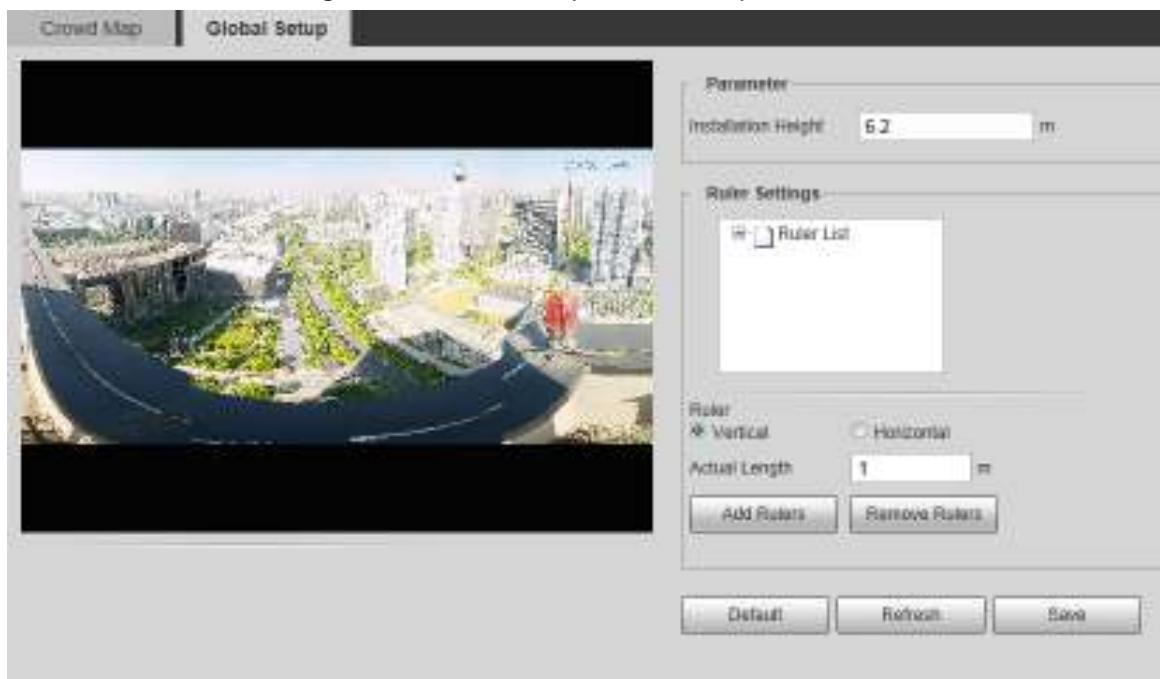 Crowd Map Global Setup
Parameter
Installation Height 6.2 m
Ruler Settings
Ruler List
Ruler
Vertical Horizontal
Actual Length 1 m
Add Rulers Remove Rulers
Default Refresh Save